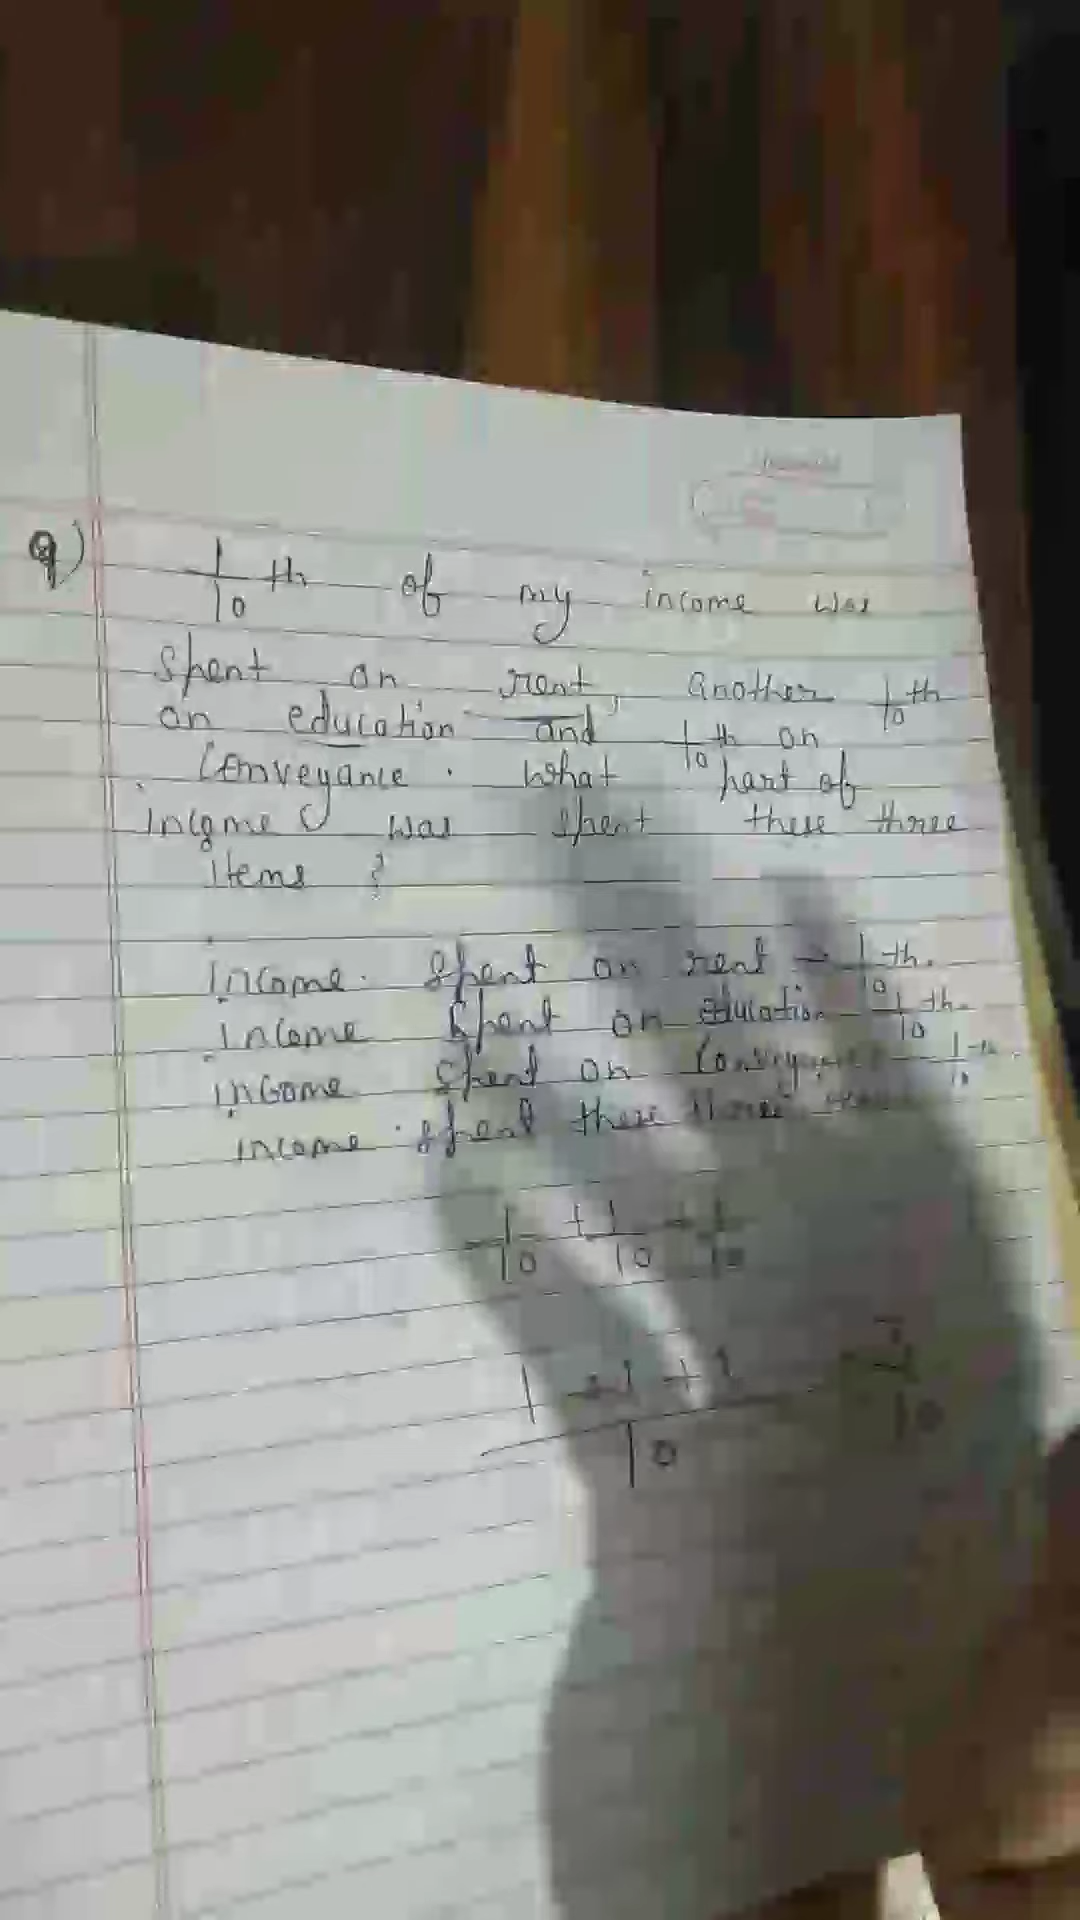 Q) 1/10 th of my income was
spent on rent, another 1/10 th
on education and 1/10 th on
Conveyance. What part of
income was spent these three
items?
income spent on rent → 1/10 th.
income spent on education 1/10 th.
income spent on Conveyance 1/10 th.
income spent these three
1/10 + 1/10 + 1/10
1 + 1 + 1 / 10 3/10